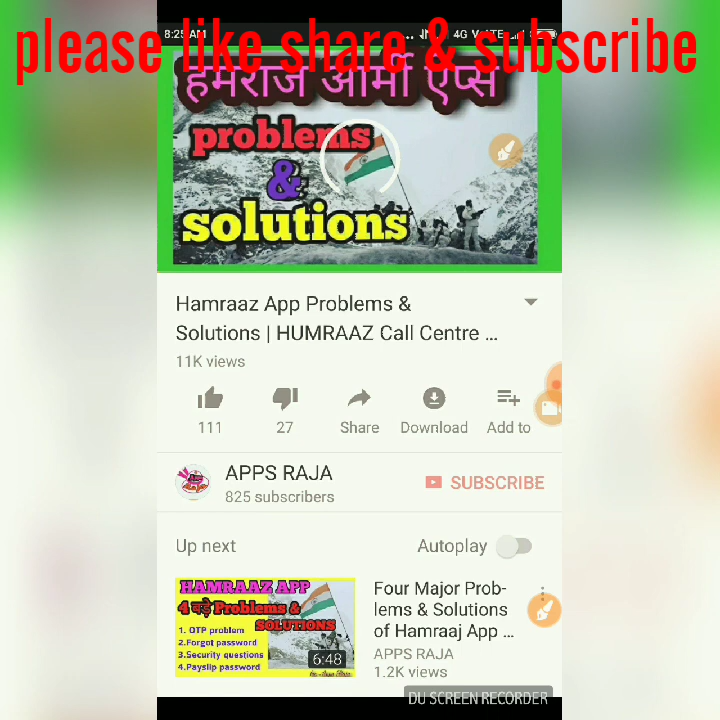 please like share & subscribe
8:25 AM
4G
हमराज आर्मी एप्स
problems
&
solutions
Hamraaz App Problems &
Solutions | HUMRAAZ Call Centre ...
11K views
111
27
Share
Download
Add to
APPS RAJA
825 subscribers
SUBSCRIBE
Up next
Autoplay
HAMRAAZ APP
4 बड़े Problems &
SOLUTIONS
1. OTP problem
2.Forgot password
3.Security questions
4.Payslip password
6:48
Four Major Prob-
lems & Solutions
of Hamraaj App ...
APPS RAJA
1.2K views
DU SCREEN RECORDER